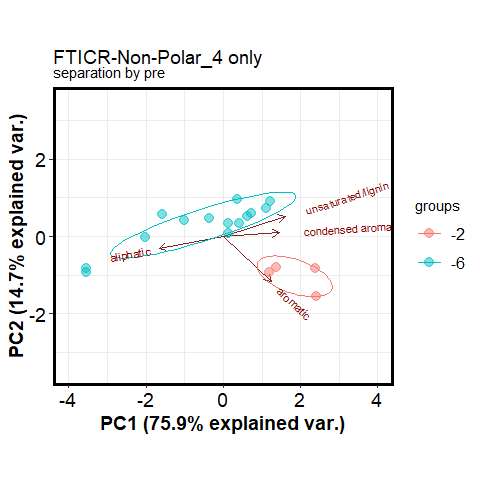 FTICR-Non-Polar_4 only
separation by pre
PC2 (14.7% explained var.)
2
0
-2
unsaturated/lignin
condensed aroma
aliphatic
aromatic
groups
-2
-6
-4
-2
0
2
4
PC1 (75.9% explained var.)